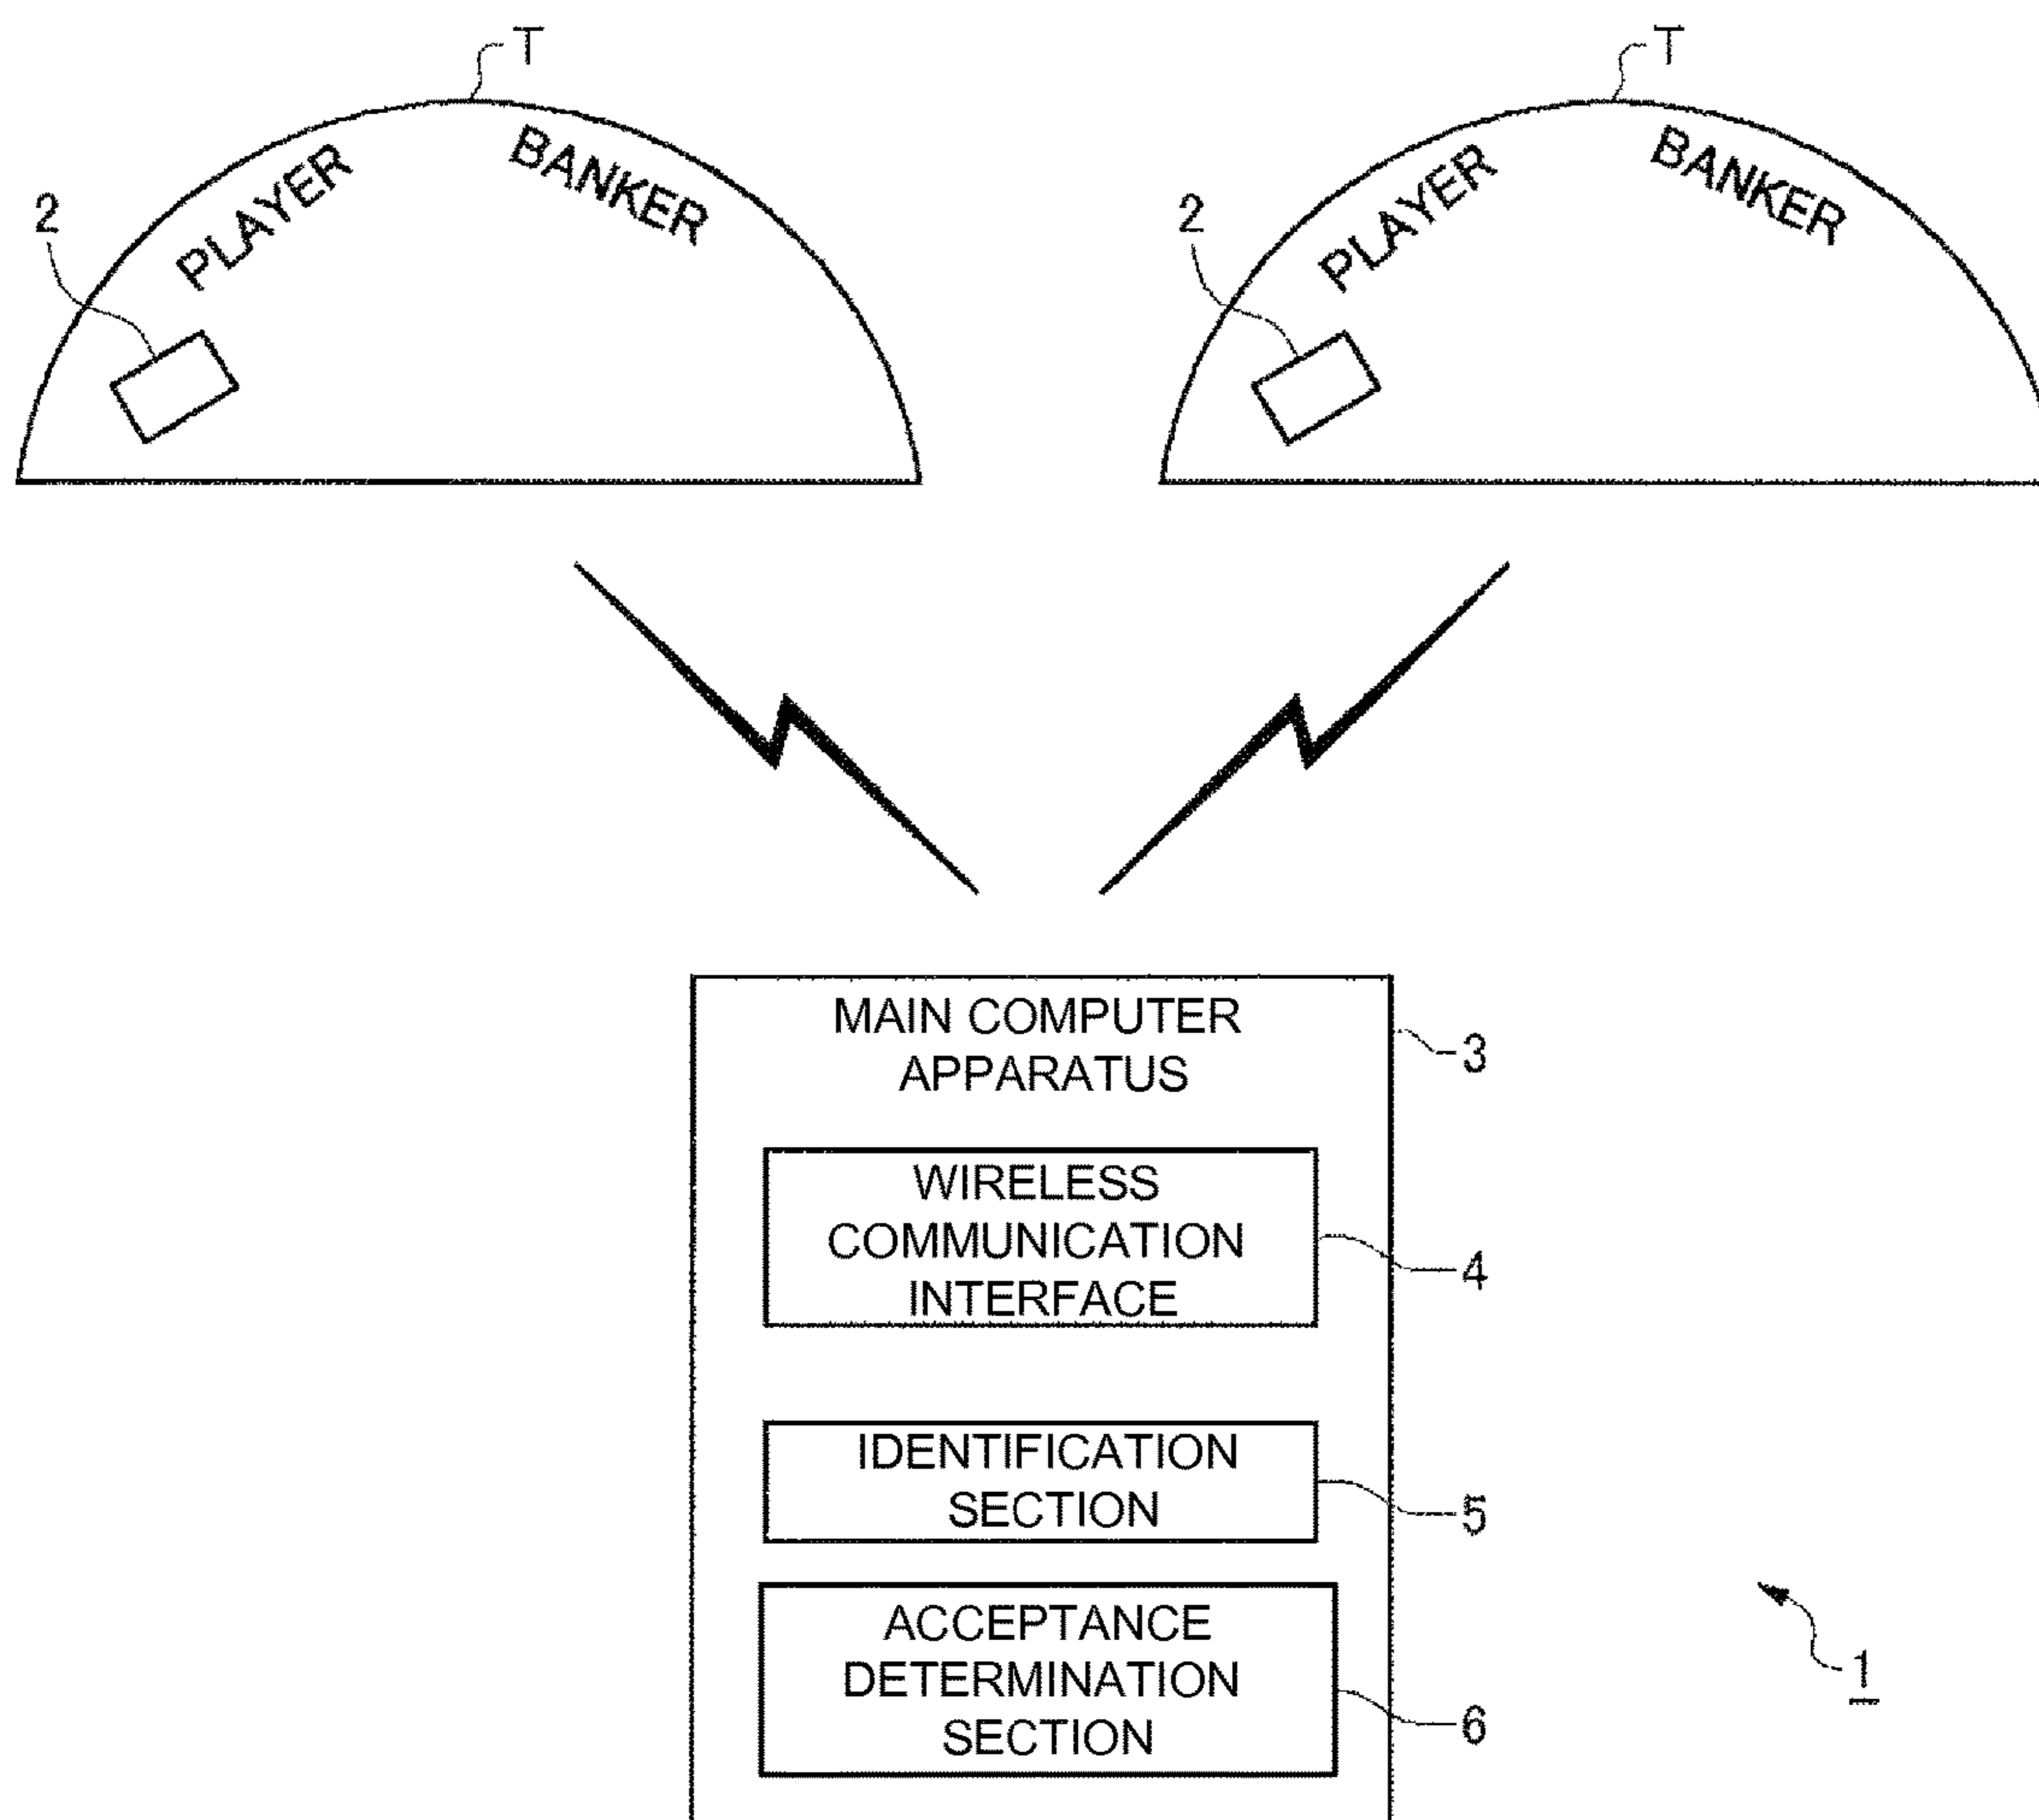 T
T
PLAYER
BANKER
PLAYER
BANKER
2
2
MAIN COMPUTER
APPARATUS
3
WIRELESS
COMMUNICATION
INTERFACE
4
IDENTIFICATION
SECTION
5
ACCEPTANCE
DETERMINATION
SECTION
6
1